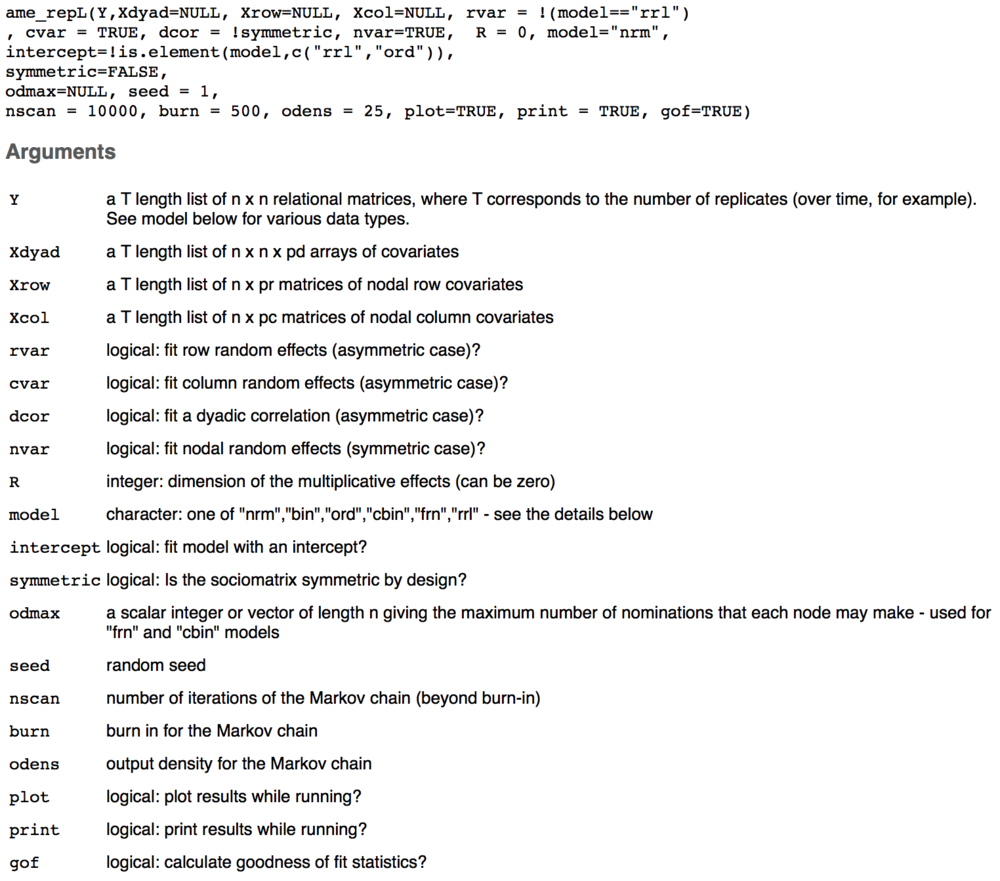 ame_repL(Y,Xdyad=NULL, Xrow=NULL, Xcol=NULL, rvar = !(model=="rrl")
, cvar = TRUE, dcor = !symmetric, nvar=TRUE,  R = 0, model="nrm",
intercept=!is.element(model,c("rrl","ord")),
symmetric=FALSE,
odmax=NULL, seed = 1,
nscan = 10000, burn = 500, odens = 25, plot=TRUE, print = TRUE, gof=TRUE)
Arguments
Y a T length list of n x n relational matrices, where T corresponds to the number of replicates (over time, for example).
See model below for various data types.
Xdyad a T length list of n x n x pd arrays of covariates
Xrow a T length list of n x pr matrices of nodal row covariates
Xcol a T length list of n x pc matrices of nodal column covariates
rvar logical: fit row random effects (asymmetric case)?
cvar logical: fit column random effects (asymmetric case)?
dcor logical: fit a dyadic correlation (asymmetric case)?
nvar logical: fit nodal random effects (symmetric case)?
R integer: dimension of the multiplicative effects (can be zero)
model character: one of "nrm","bin","ord","cbin","frn","rrl" - see the details below
intercept logical: fit model with an intercept?
symmetric logical: Is the sociomatrix symmetric by design?
odmax a scalar integer or vector of length n giving the maximum number of nominations that each node may make - used for
"frn" and "cbin" models
seed random seed
nscan number of iterations of the Markov chain (beyond burn-in)
burn burn in for the Markov chain
odens output density for the Markov chain
plot logical: plot results while running?
print logical: print results while running?
gof logical: calculate goodness of fit statistics?